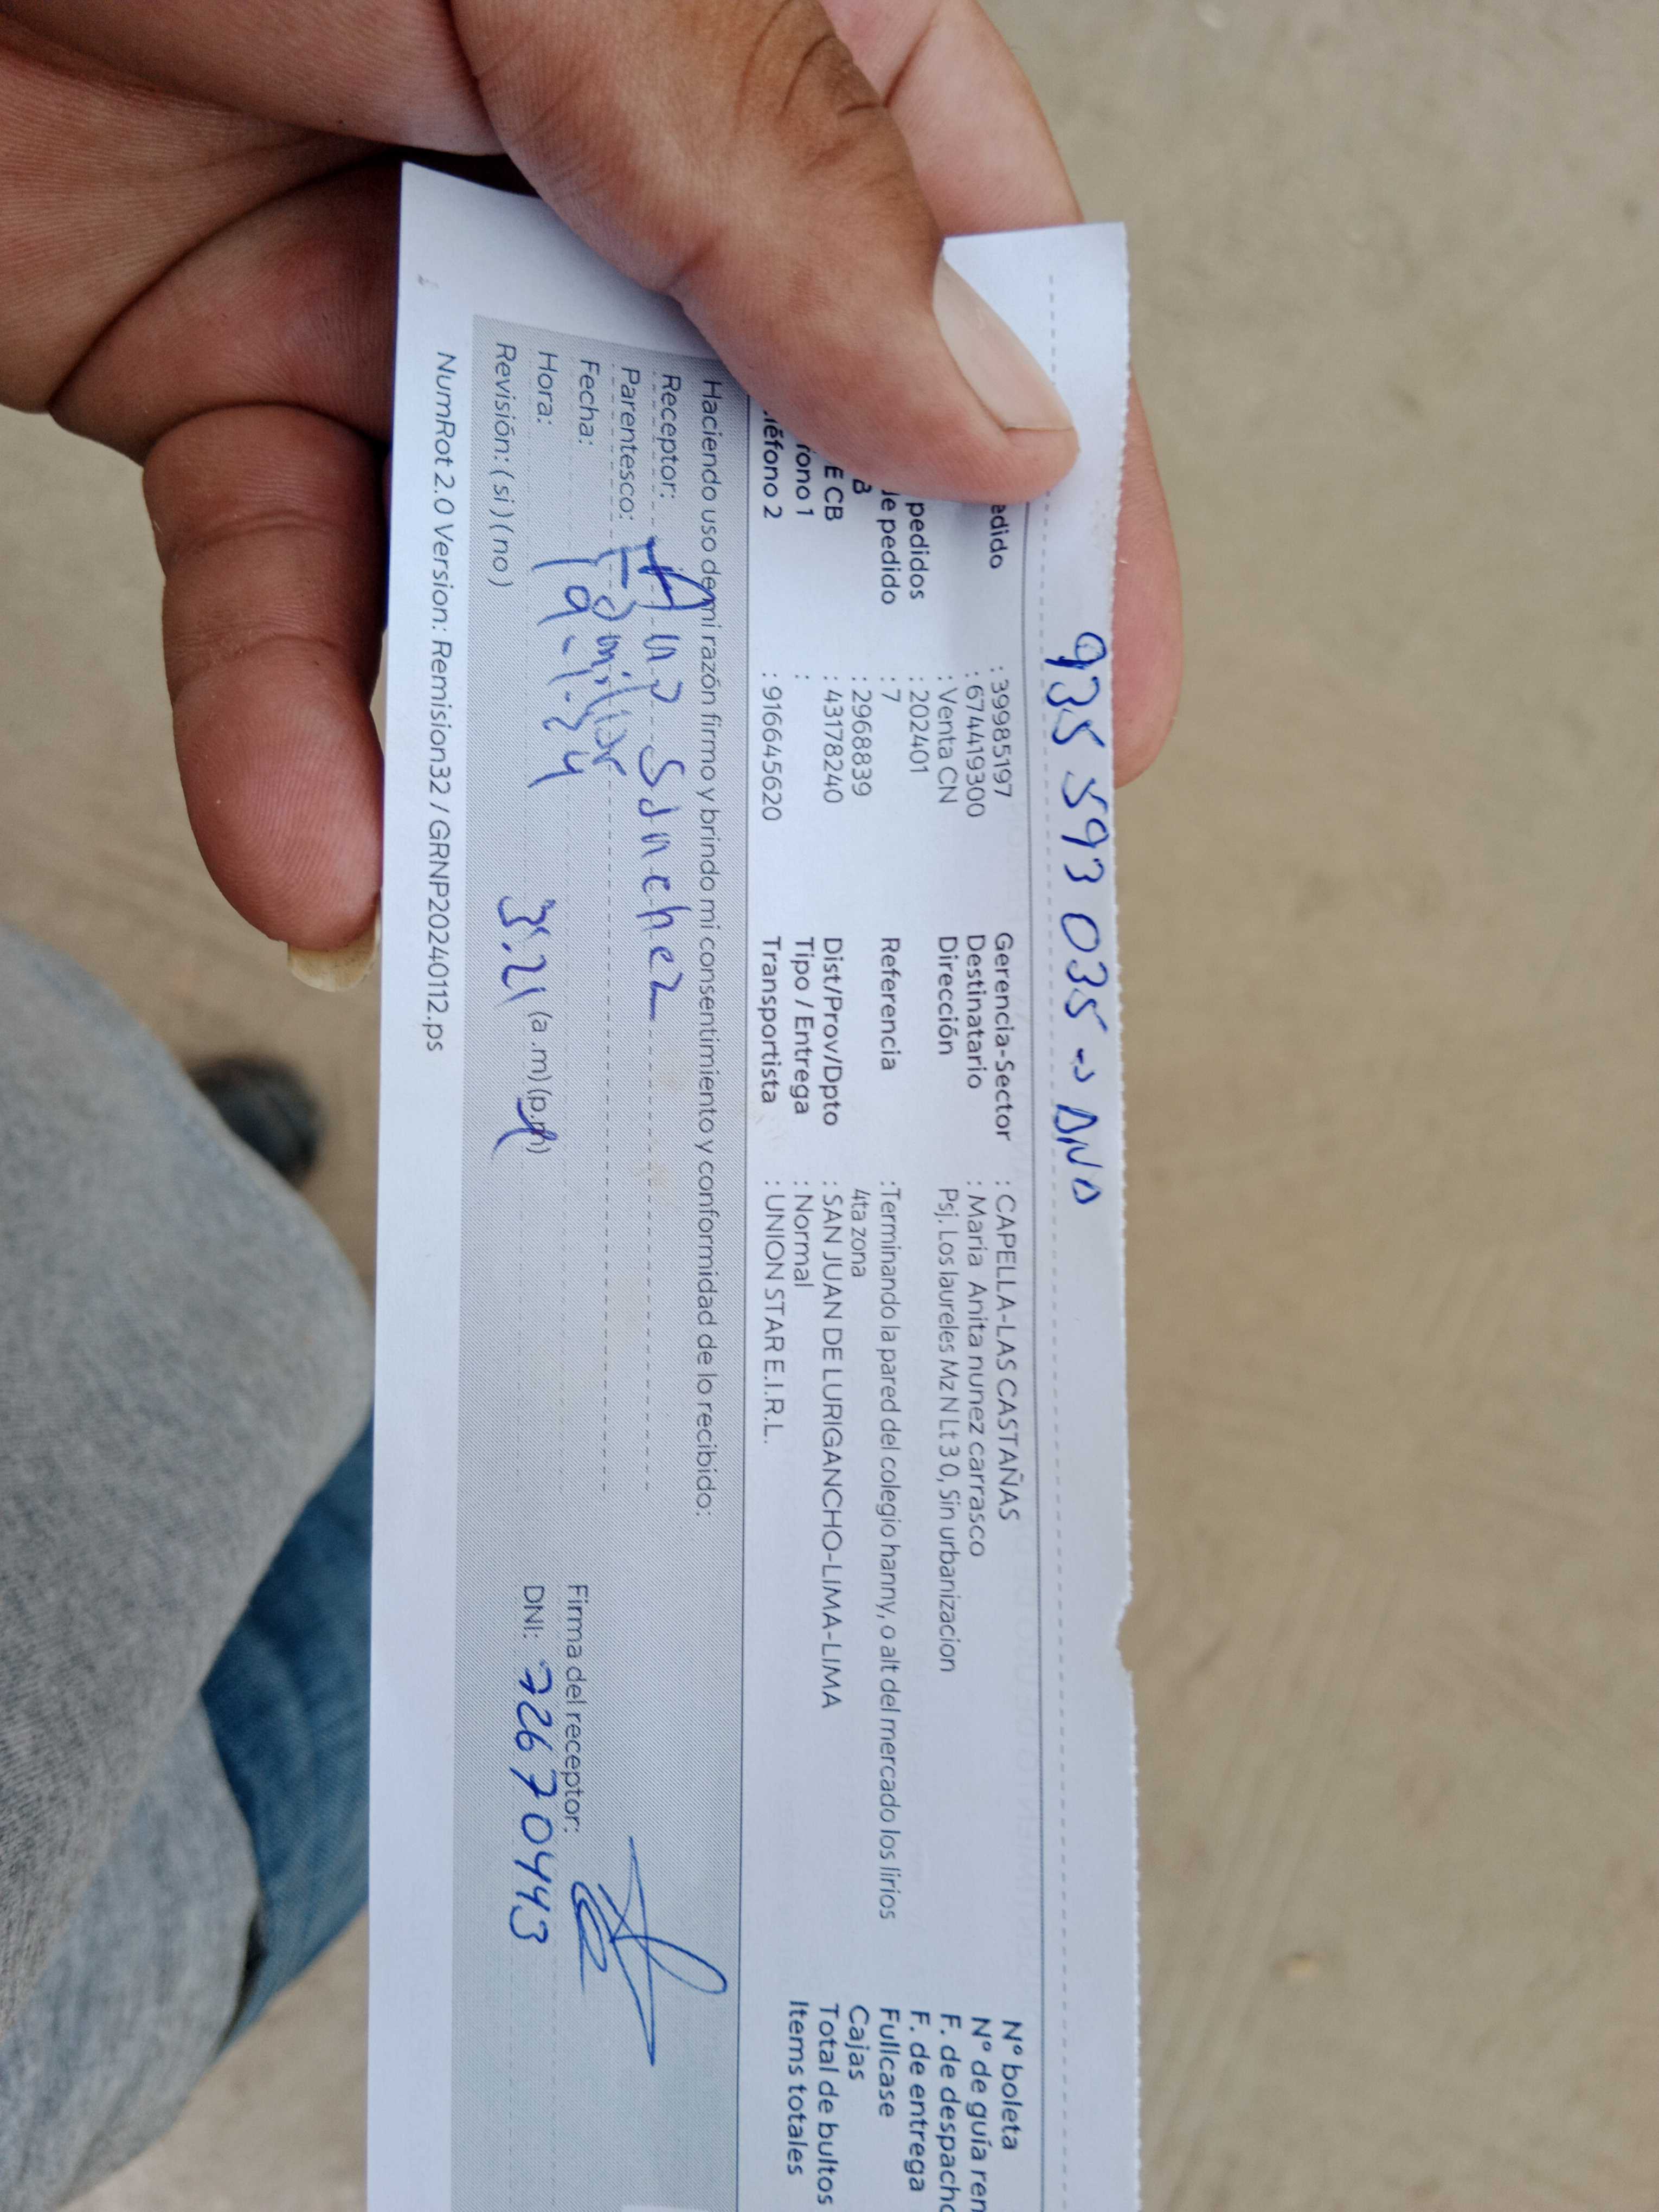 935 593 035 → ANA
edido : 39985197 Gerencia-Sector : CAPELLA-LAS CASTAÑAS N° boleta
: 674419300 Destinatario : Maria Anita nunez carrasco N° de guía ren
: Venta CN Dirección Psj. Los laureles Mz N Lt 3 0, Sin urbanizacion F. de despacho
pedidos : 202401 F. de entrega
de pedido : 7 Referencia :Terminando la pared del colegio hanny, o alt del mercado los lirios Fullcase
B : 29688839 4ta zona Cajas
E CB : 43178240 Dist/Prov/Dpto : SAN JUAN DE LURIGANCHO-LIMA-LIMA Total de bultos
fono 1 : Tipo / Entrega : Normal Items totales
léfono 2 : 916645620 Transportista : UNION STAR E.I.R.L.
Haciendo uso de mi razón firmo y brindo mi consentimiento y conformidad de lo recibido:
Receptor: Ana Sanchez
Parentesco: Familiar
Fecha: 19-1-24 Firma del receptor:
Hora: 3:21 (a.m) (p.m) DNI: 72670443
Revisión: (si) (no)
NumRot 2.0 Version: Remision32 / GRNP20240112.ps